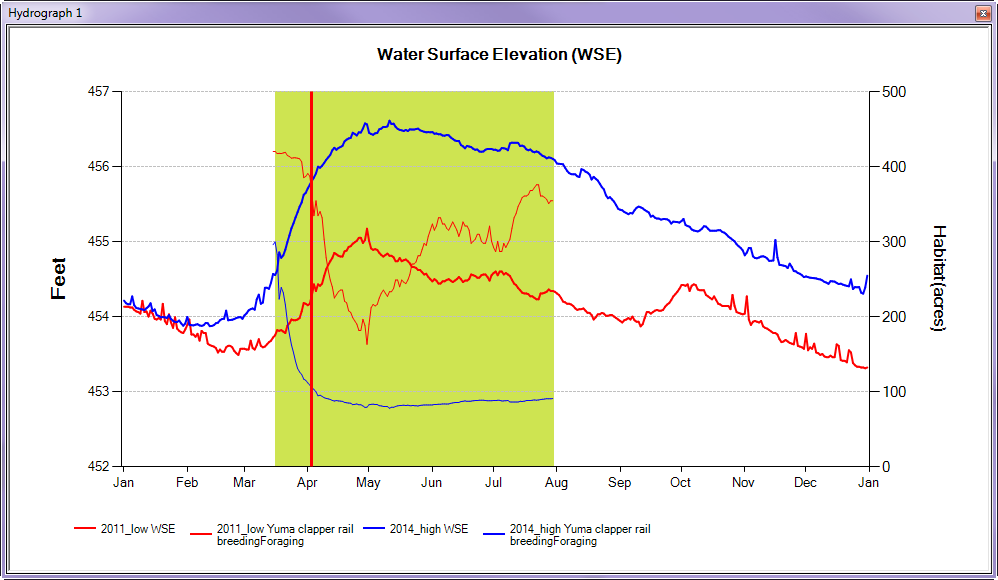 Hydrograph 1
Water Surface Elevation (WSE)
457
456
455
454
453
452
Feet
500
400
300
200
100
0
Habitat(acres)
Jan Feb Mar Apr May Jun Jul Aug Sep Oct Nov Dec Jan
2011_low WSE
2011_low Yuma clapper rail
breedingForaging
2014_high WSE
2014_high Yuma clapper rail
breedingForaging